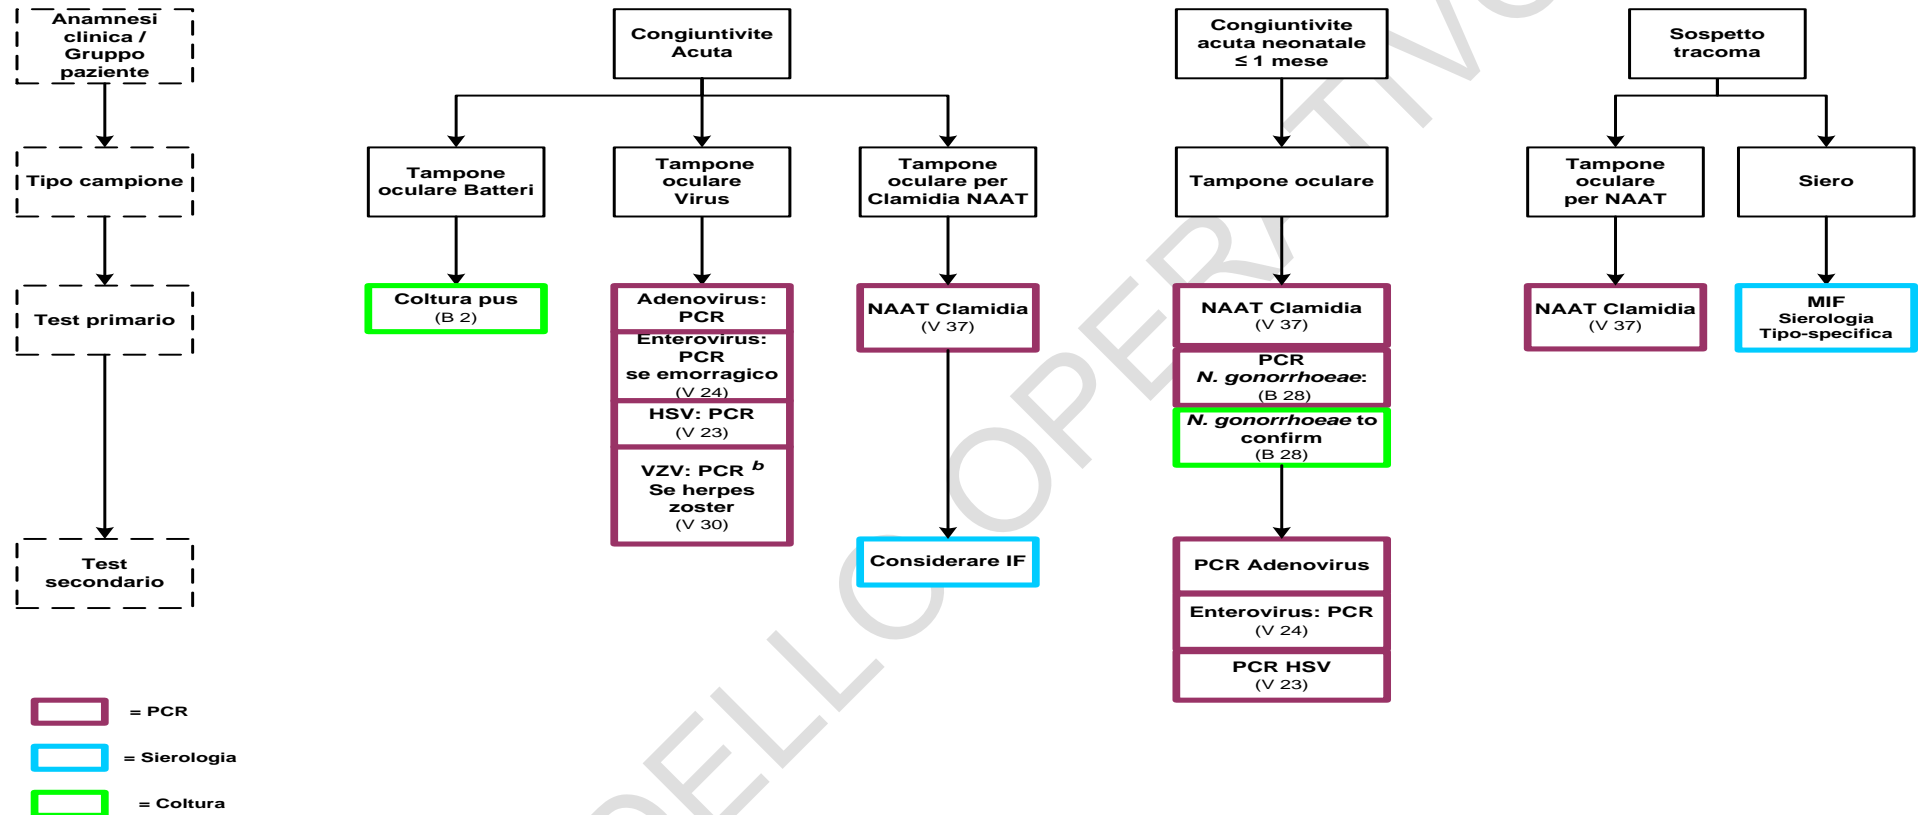 Anamnesi
clinica /
Gruppo
paziente
Tipo campione
Test primario
Test
secondario
Congiuntivite
Acuta
Tampone
oculare Batteri
Coltura pus
(B 2)
Tampone
oculare
Virus
Adenovirus:
PCR
Enterovirus:
PCR
se emorragico
(V 24)
HSV: PCR
(V 23)
VZV: PCR b
Se herpes
zoster
(V 30)
Tampone
oculare per
Clamidia NAAT
NAAT Clamidia
(V 37)
Considerare IF
Congiuntivite
acuta neonatale
≤ 1 mese
Tampone oculare
NAAT Clamidia
(V 37)
PCR
N. gonorrhoeae:
(B 28)
N. gonorrhoeae to
confirm
(B 28)
PCR Adenovirus
Enterovirus: PCR
(V 24)
PCR HSV
(V 23)
Sospetto
tracoma
Tampone
oculare
per NAAT
NAAT Clamidia
(V 37)
Siero
MIF
Sierologia
Tipo-specifica
= PCR
= Sierologia
= Coltura
DELLO OPERATIVO